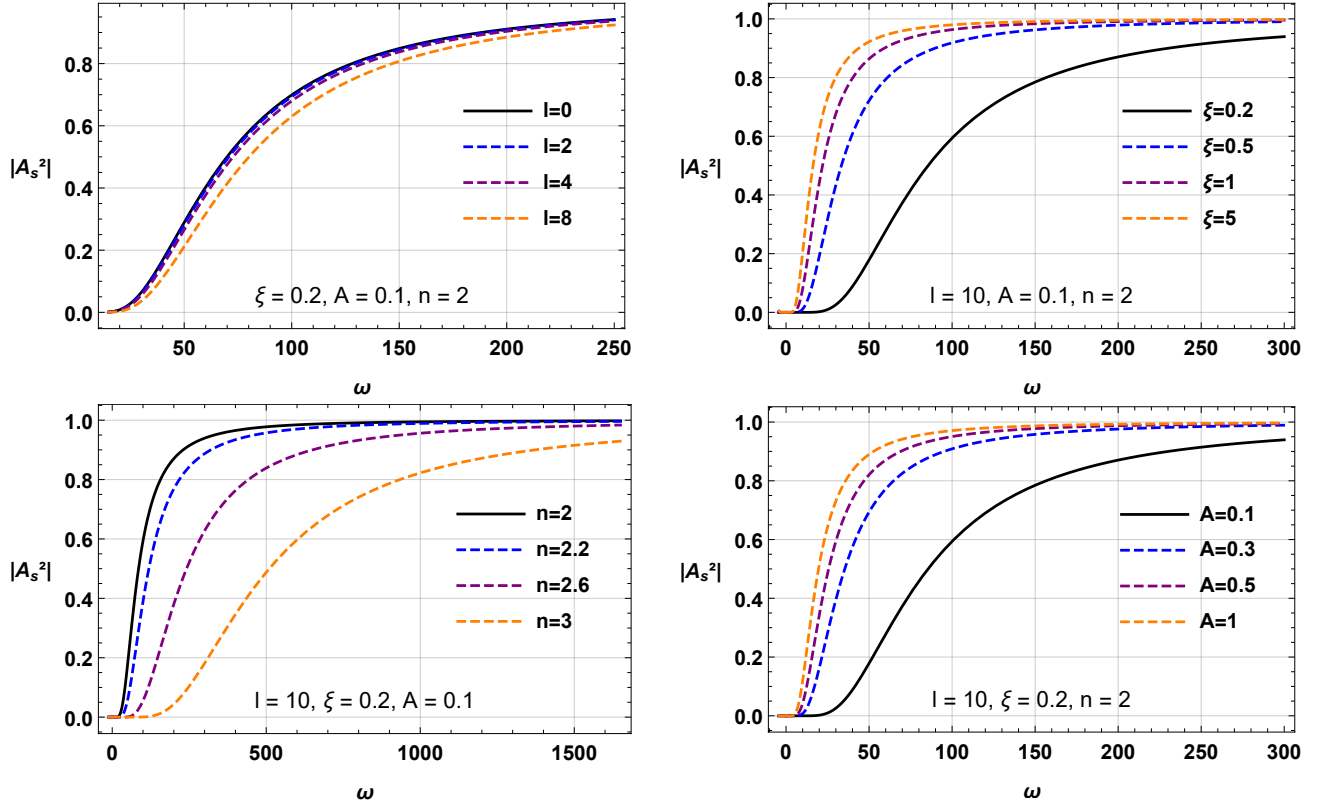 0.8
0.6
0.4
0.2
0.0
|Aₛ²|
l=0
l=2
l=4
l=8
ξ = 0.2, A = 0.1, n = 2
50 100 150 200 250
ω
1.0
0.8
0.6
0.4
0.2
0.0
|Aₛ²|
ξ=0.2
ξ=0.5
ξ=1
ξ=5
l = 10, A = 0.1, n = 2
0 50 100 150 200 250 300
ω
1.0
0.8
0.6
0.4
0.2
0.0
|Aₛ²|
n=2
n=2.2
n=2.6
n=3
l = 10, ξ = 0.2, A = 0.1
0 500 1000 1500
ω
1.0
0.8
0.6
0.4
0.2
0.0
|Aₛ²|
A=0.1
A=0.3
A=0.5
A=1
l = 10, ξ = 0.2, n = 2
0 50 100 150 200 250 300
ω